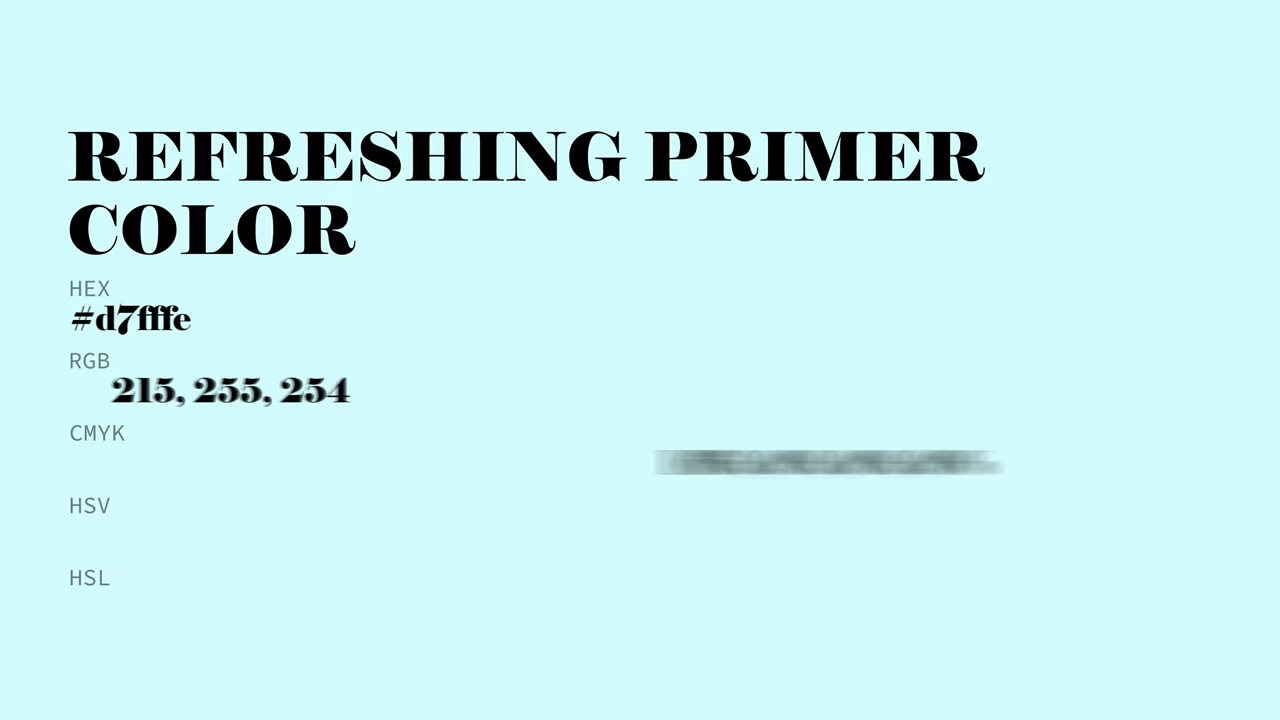 REFRESHING PRIMER
COLOR
HEX
#d7fffe
RGB
215, 255, 254
CMYK
HSV
HSL